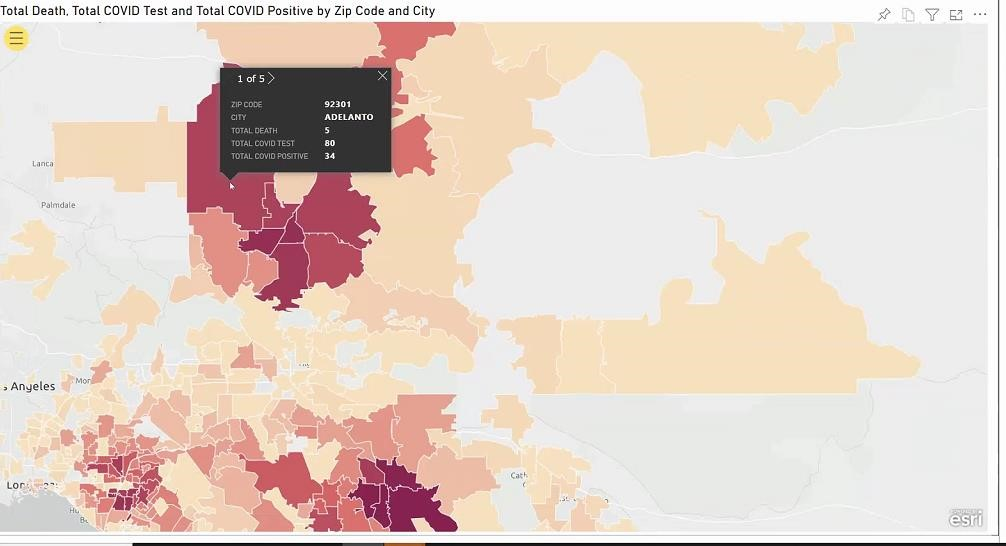 Total Death, Total COVID Test and Total COVID Positive by Zip Code and City
1 of 5
ZIP CODE 92301
CITY ADELANTO
TOTAL DEATH 5
TOTAL COVID TEST 80
TOTAL COVID POSITIVE 34
Lanca
Palmdale
s Angeles
Mor
Cath
esri